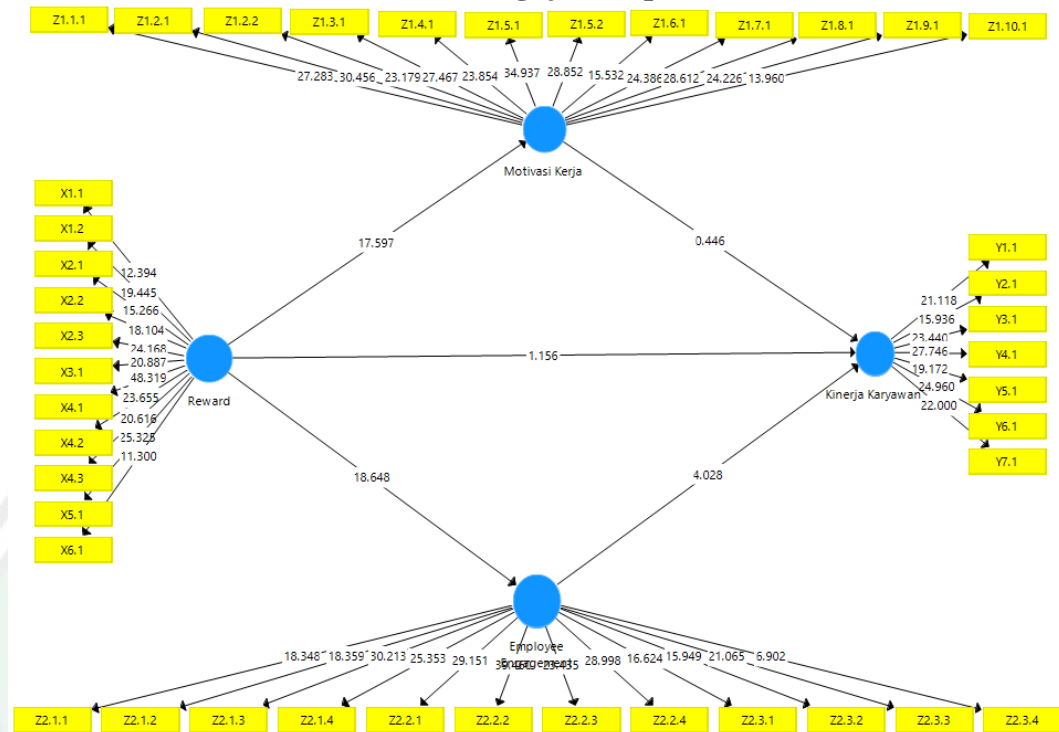 Z1.1.1 Z1.2.1 Z1.2.2 Z1.3.1 Z1.4.1 Z1.5.1 Z1.5.2 Z1.6.1 Z1.7.1 Z1.8.1 Z1.9.1 Z1.10.1
27.283 30.456 23.179 27.467 23.854 34.937 28.852 15.532 24.386 28.612 24.226 13.960
Motivasi Kerja
X1.1
X1.2
X2.1
X2.2
X2.3
X3.1
X4.1
X4.2
X4.3
X5.1
X6.1
12.394
19.445
15.266
18.104
24.168
20.887
48.319
23.655
20.616
25.325
11.300
Reward
17.597
0.446
1.156
18.648
4.028
Kinerja Karyawan
21.118
15.936
23.440
27.746
19.172
24.960
22.000
Y1.1
Y2.1
Y3.1
Y4.1
Y5.1
Y6.1
Y7.1
Employee
Engagement
18.348 18.359 30.213 25.353 29.151 28.998 16.624 15.949 21.065 6.902
Z2.1.1 Z2.1.2 Z2.1.3 Z2.1.4 Z2.2.1 Z2.2.2 Z2.2.3 Z2.2.4 Z2.3.1 Z2.3.2 Z2.3.3 Z2.3.4